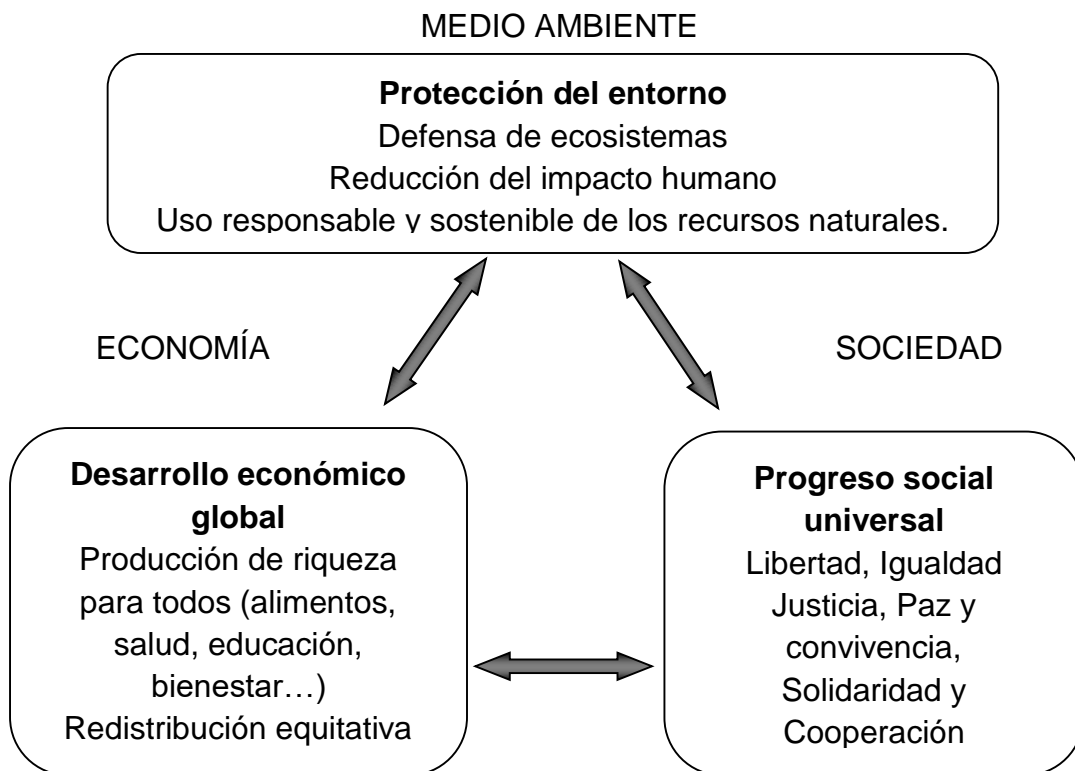 MEDIO AMBIENTE
Protección del entorno
Defensa de ecosistemas
Reducción del impacto humano
Uso responsable y sostenible de los recursos naturales.
ECONOMÍA
SOCIEDAD
Desarrollo económico
global
Producción de riqueza
para todos (alimentos,
salud, educación,
bienestar…)
Redistribución equitativa
Progreso social
universal
Libertad, Igualdad
Justicia, Paz y
convivencia,
Solidaridad y
Cooperación